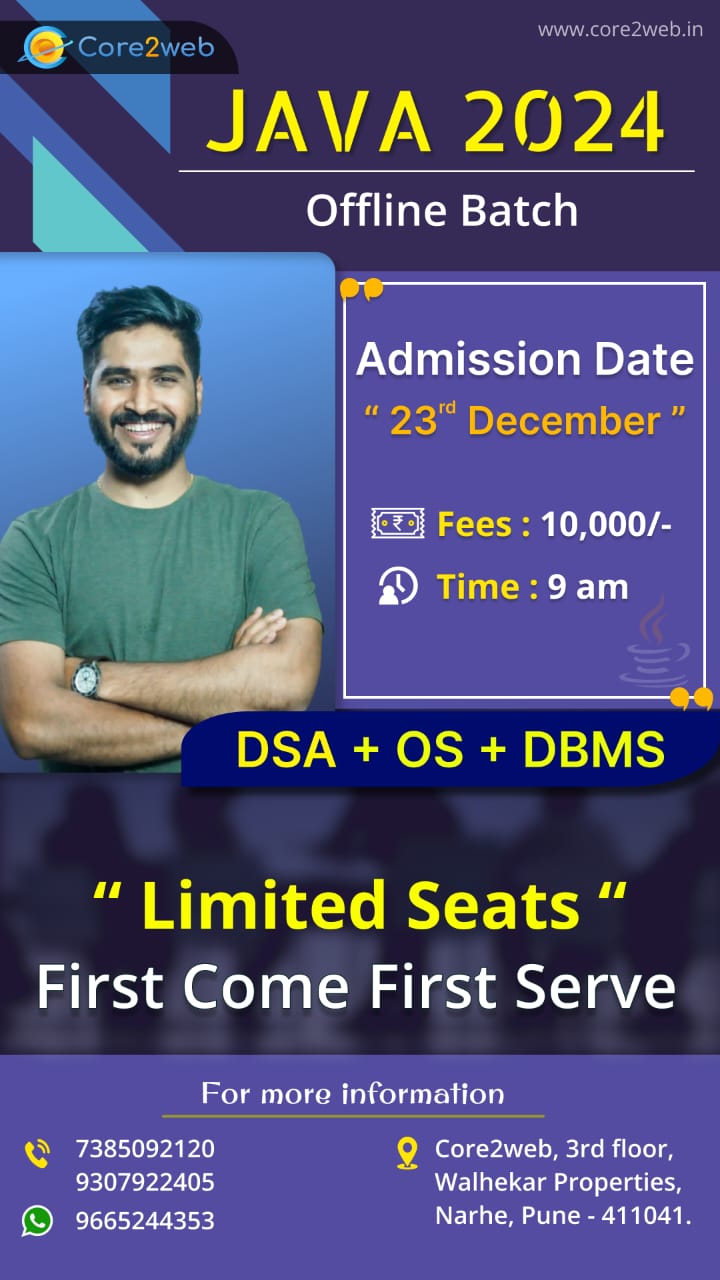 www.core2web.in
Core2web
JAVA 2024
Offline Batch
Admission Date
“ 23rd December ”
Fees : 10,000/-
Time : 9 am
DSA + OS + DBMS
“ Limited Seats “
First Come First Serve
For more information
7385092120
9307922405
9665244353
Core2web, 3rd floor,
Walhekar Properties,
Narhe, Pune - 411041.